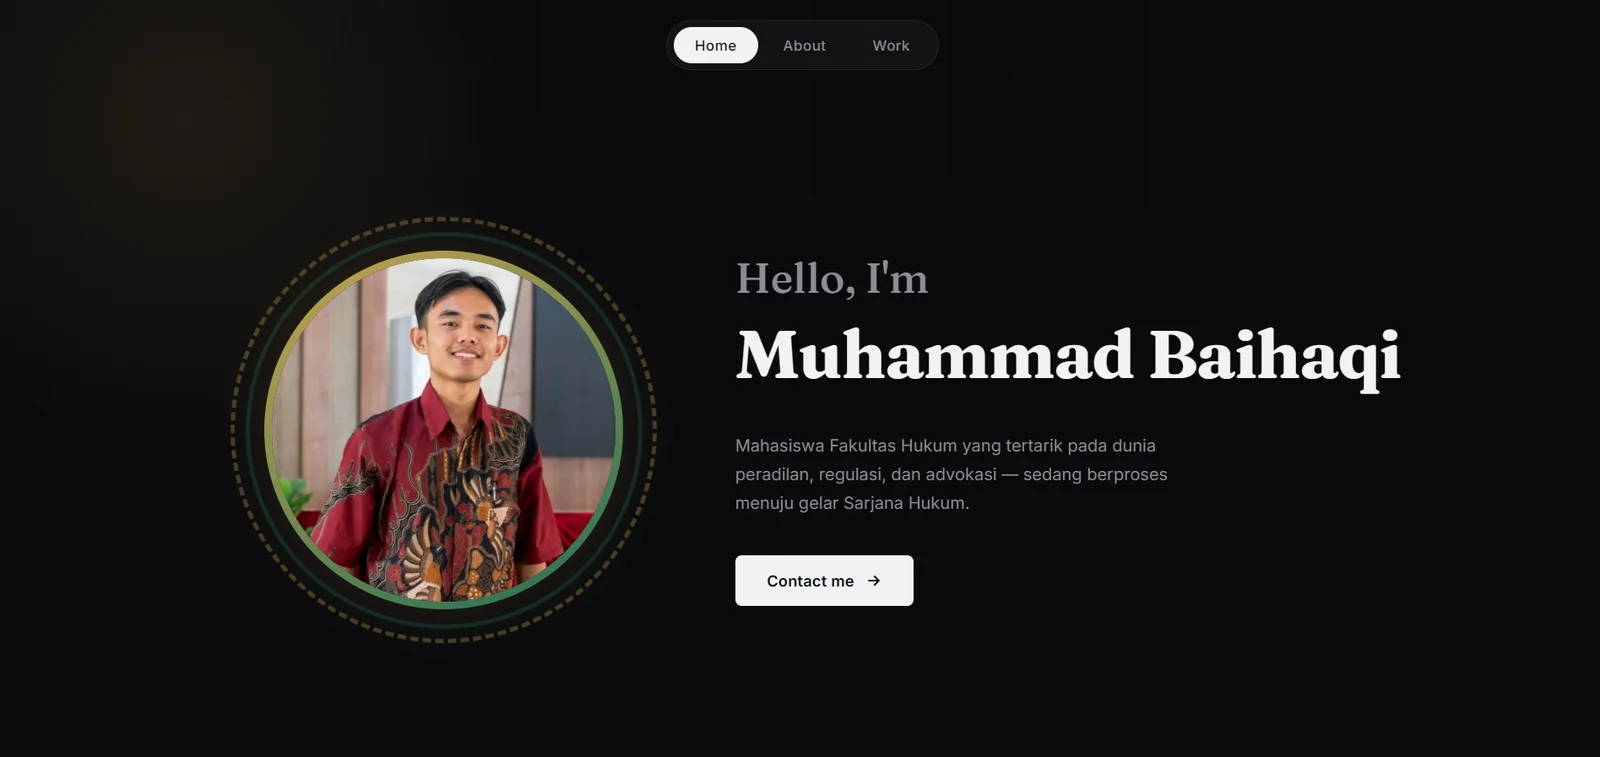 Home
About
Work
Hello, I'm
Muhammad Baihaqi
Mahasiswa Fakultas Hukum yang tertarik pada dunia
peradilan, regulasi, dan advokasi — sedang berproses
menuju gelar Sarjana Hukum.
Contact me →